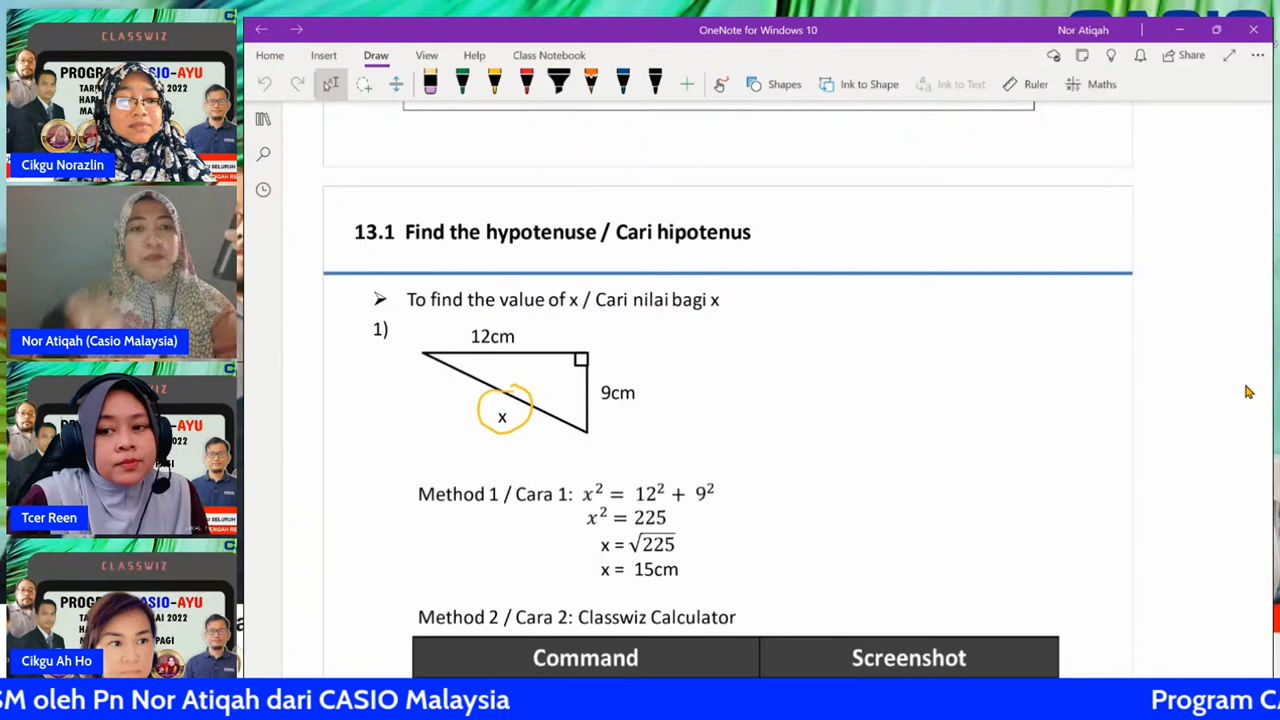 CLASSWIZ
Cikgu Norazlin
Nor Atiqah (Casio Malaysia)
Tcer Reen
CLASSWIZ
Cikgu Ah Ho
OneNote for Windows 10
Nor Atiqah
Home Insert Draw View Help Class Notebook
Share
Shapes Ink to Shape Ink to Text Ruler Maths
13.1 Find the hypotenuse / Cari hipotenus
➢ To find the value of x / Cari nilai bagi x
1)
12cm
9cm
x
Method 1 / Cara 1: x² = 12² + 9²
x² = 225
x = √225
x = 15cm
Method 2 / Cara 2: Classwiz Calculator
Command Screenshot
SM oleh Pn Nor Atiqah dari CASIO Malaysia
Program CA